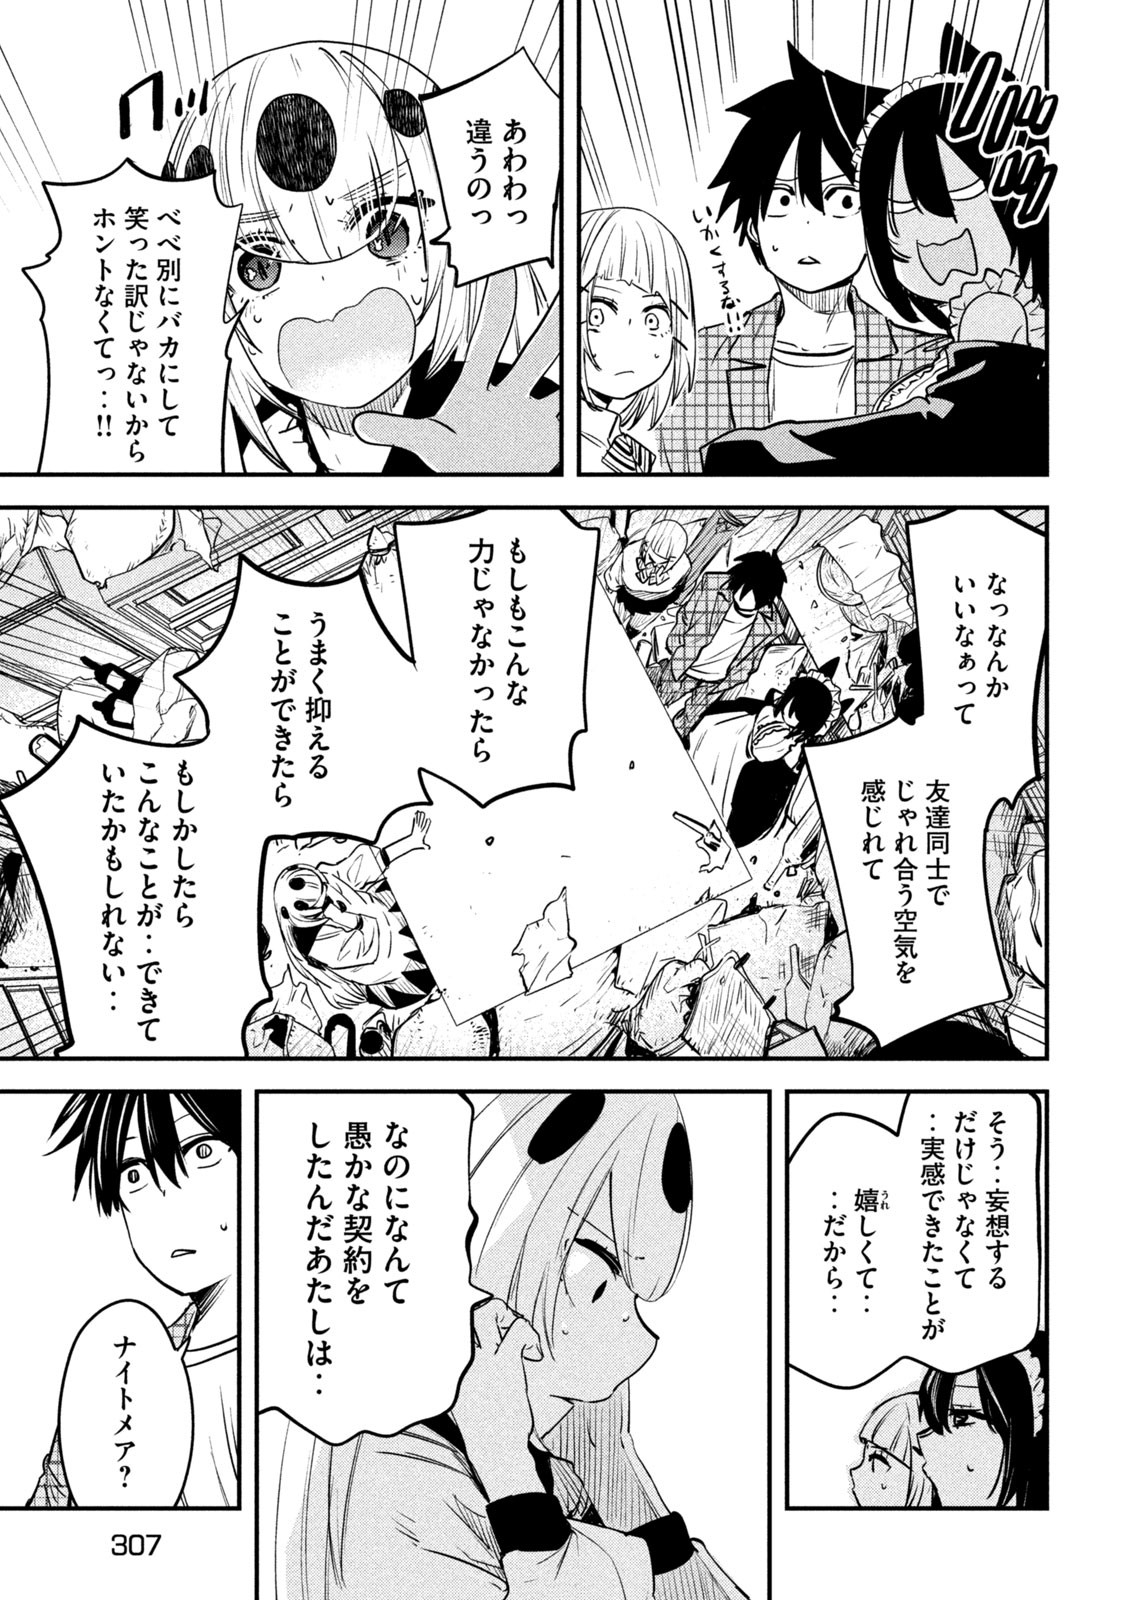 いかくするな!!
あわわっ
違うのっ
べべ別にバカにして
笑った訳じゃないから
ホントなくてっ‥!!
なっなんか
いいなぁって
友達同士で
じゃれ合う空気を
感じれて
もしもこんな
力じゃなかったら
うまく抑える
ことができたら
もしかしたら
こんなことが‥できて
いたかもしれない‥
そう‥妄想する
だけじゃなくて
‥実感できたことが
嬉しくて‥
うれ
‥だから‥
なのになんて
愚かな契約を
したんだあたしは‥
ナイトメア?
307